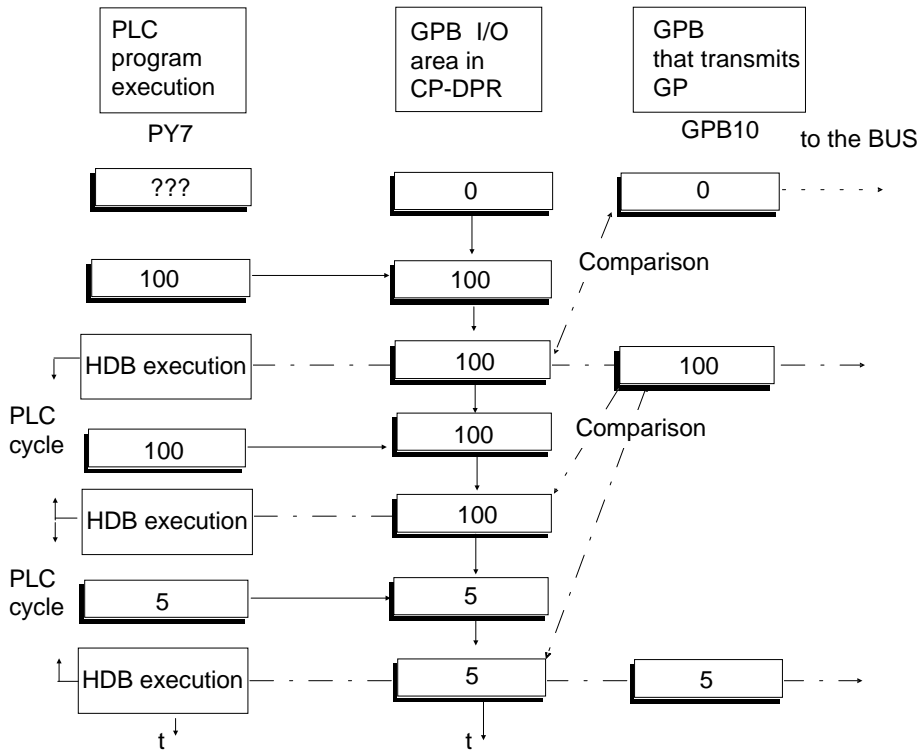 PLC
program
execution
GPB I/O
area in
CP-DPR
GPB
that transmits
GP
PY7
GPB10
to the BUS
???
0
0
100
100
Comparison
HDB execution
100
100
PLC
cycle
100
100
Comparison
HDB execution
100
PLC
cycle
5
5
HDB execution
5
5
t
t